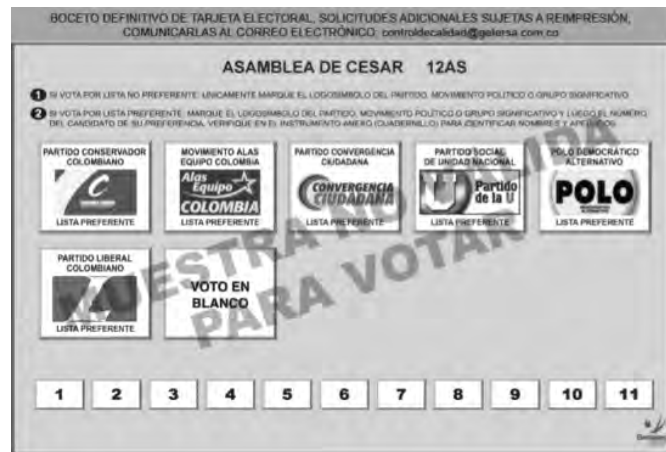 BOCETO DEFINITIVO DE TARJETA ELECTORAL, SOLICITUDES ADICIONALES SUJETAS A REIMPRESIÓN,
COMUNICARLAS AL CORREO ELECTRÓNICO: controldecalidad@gelersa.com.co
ASAMBLEA DE CESAR 12AS
1 SI VOTA POR LISTA NO PREFERENTE: UNICAMENTE MARQUE EL LOGOSIMBOLO DEL PARTIDO, MOVIMIENTO POLÍTICO O GRUPO SIGNIFICATIVO
2 SI VOTA POR LISTA PREFERENTE: MARQUE EL LOGOSIMBOLO DEL PARTIDO, MOVIMIENTO POLÍTICO O GRUPO SIGNIFICATIVO Y LUEGO EL NÚMERO
DEL CANDIDATO DE SU PREFERENCIA, VERIFIQUE EN EL INSTRUMENTO ANEXO (CUADERNILLO) PARA IDENTIFICAR NOMBRES Y APELLIDOS
PARTIDO CONSERVADOR
COLOMBIANO
LISTA PREFERENTE
MOVIMIENTO ALAS
EQUIPO COLOMBIA
Alas
Equipo
COLOMBIA
LISTA PREFERENTE
PARTIDO CONVERGENCIA
CIUDADANA
CONVERGENCIA
CIUDADANA
LISTA PREFERENTE
PARTIDO SOCIAL
DE UNIDAD NACIONAL
U Partido
de la U
LISTA PREFERENTE
POLO DEMOCRÁTICO
ALTERNATIVO
POLO
LISTA PREFERENTE
PARTIDO LIBERAL
COLOMBIANO
LISTA PREFERENTE
VOTO EN
BLANCO
MUESTRA NO VALIDA
PARA VOTAR
1 2 3 4 5 6 7 8 9 10 11